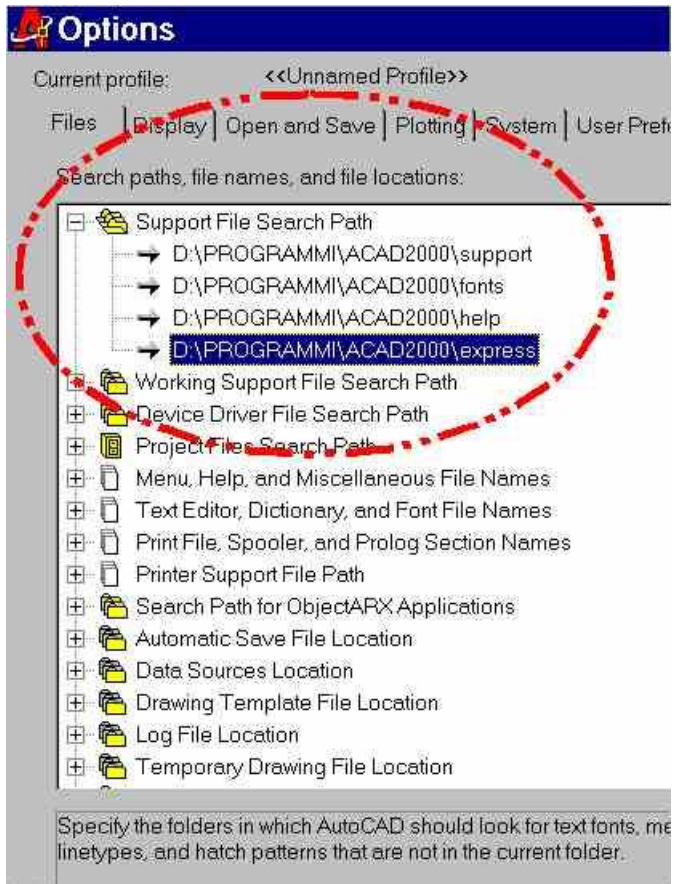 Options
Current profile: <<Unnamed Profile>>
Files Display Open and Save Plotting System User Prefe
Search paths, file names, and file locations:
Support File Search Path
D:\PROGRAMMI\ACAD2000\support
D:\PROGRAMMI\ACAD2000\fonts
D:\PROGRAMMI\ACAD2000\help
D:\PROGRAMMI\ACAD2000\express
Working Support File Search Path
Device Driver File Search Path
Project Files Search Path
Menu, Help, and Miscellaneous File Names
Text Editor, Dictionary, and Font File Names
Print File, Spooler, and Prolog Section Names
Printer Support File Path
Search Path for ObjectARX Applications
Automatic Save File Location
Data Sources Location
Drawing Template File Location
Log File Location
Temporary Drawing File Location
Specify the folders in which AutoCAD should look for text fonts, me
linetypes, and hatch patterns that are not in the current folder.